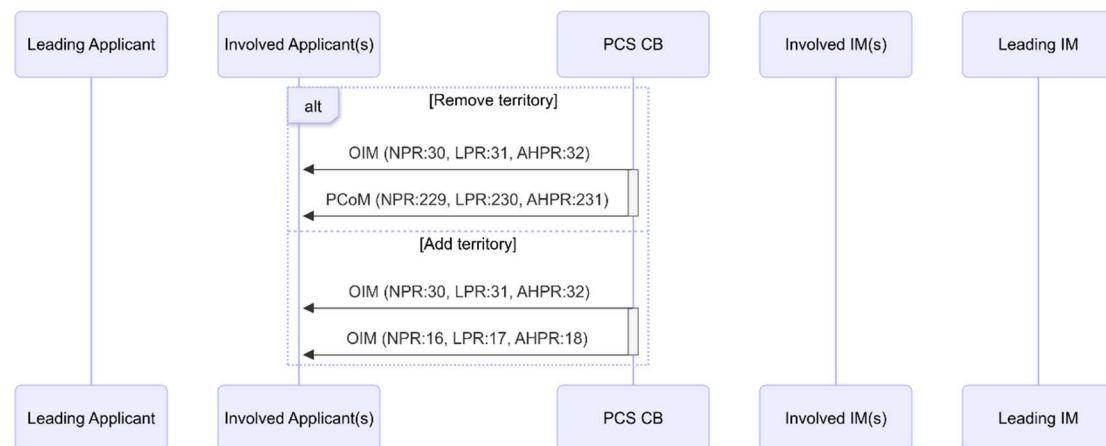 Leading Applicant
Involved Applicant(s)
PCS CB
Involved IM(s)
Leading IM
alt
[Remove territory]
OIM (NPR:30, LPR:31, AHPR:32)
PCoM (NPR:229, LPR:230, AHPR:231)
[Add territory]
OIM (NPR:30, LPR:31, AHPR:32)
OIM (NPR:16, LPR:17, AHPR:18)
Leading Applicant
Involved Applicant(s)
PCS CB
Involved IM(s)
Leading IM